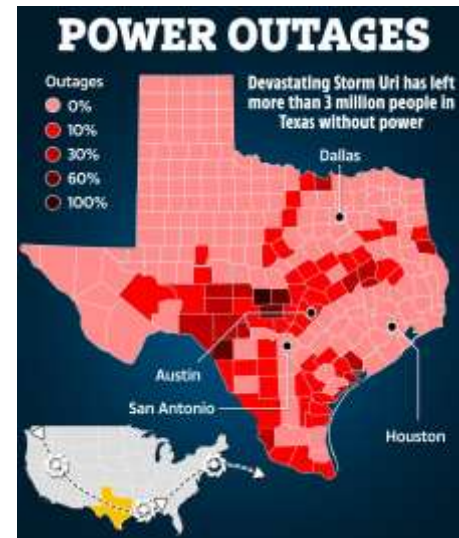 POWER OUTAGES
Outages
0%
10%
30%
60%
100%
Devastating Storm Uri has left
more than 3 million people in
Texas without power
Dallas
Austin
San Antonio
Houston